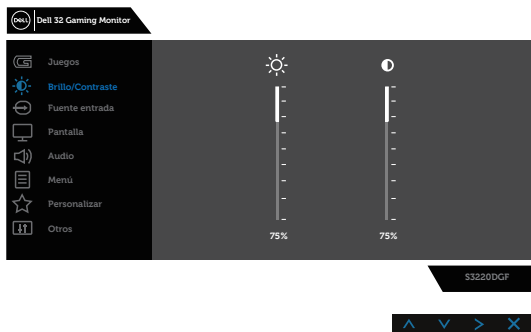 DELL Dell 32 Gaming Monitor
Juegos
Brillo/Contraste
Fuente entrada
Pantalla
Audio
Menú
Personalizar
Otros
75% 75%
S3220DGF